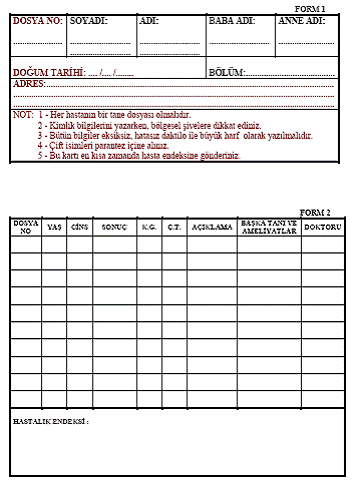 FORM 1
DOSYA NO: SOYADI: ADI: BABA ADI: ANNE ADI:
DOĞUM TARİHİ: .... /.... /........ BÖLÜM:
ADRES:
NOT: 1 - Her hastanın bir tane dosyası olmalıdır.
2 - Kimlik bilgilerini yazarken, bölgesel şivelere dikkat ediniz.
3 - Bütün bilgiler eksiksiz, hatasız daktilo ile büyük harf olarak yazılmalıdır.
4 - Çift isimleri parantez içine alınız.
5 - Bu kartı en kısa zamanda hasta endeksine gönderiniz.
FORM 2
DOSYA NO YAŞ CİNS SONUÇ K.G. Ç.T. AÇIKLAMA BAŞKA TANI VE AMELİYATLAR DOKTORU
HASTALIK ENDEKSİ :